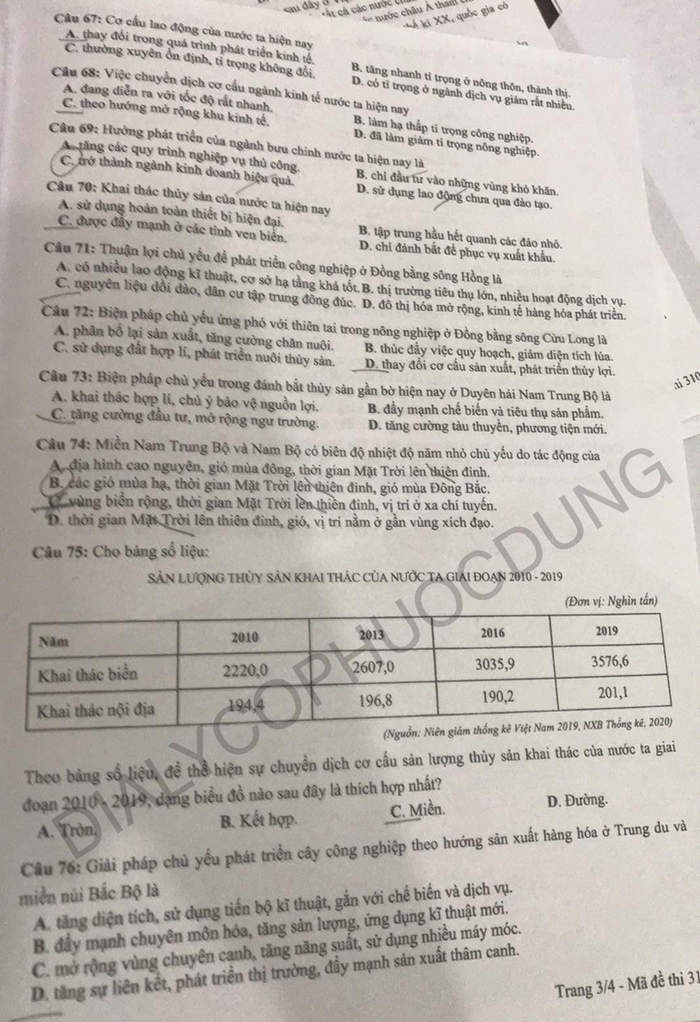 sau đây
tất cả các nước
nước châu Á
kỉ XX, quốc gia có
Câu 67: Cơ cấu lao động của nước ta hiện nay
A. thay đổi trong quá trình phát triển kinh tế.
B. tăng nhanh tỉ trọng ở nông thôn, thành thị.
C. thường xuyên ổn định, tỉ trọng không đổi.
D. có tỉ trọng ở ngành dịch vụ giảm rất nhiều.
Câu 68: Việc chuyển dịch cơ cấu ngành kinh tế nước ta hiện nay
A. đang diễn ra với tốc độ rất nhanh.
B. làm hạ thấp tỉ trọng công nghiệp.
C. theo hướng mở rộng khu kinh tế.
D. đã làm giảm tỉ trọng nông nghiệp.
Câu 69: Hướng phát triển của ngành bưu chính nước ta hiện nay là
A. tăng các quy trình nghiệp vụ thủ công.
B. chỉ đầu tư vào những vùng khó khăn.
C. trở thành ngành kinh doanh hiệu quả.
D. sử dụng lao động chưa qua đào tạo.
Câu 70: Khai thác thủy sản của nước ta hiện nay
A. sử dụng hoàn toàn thiết bị hiện đại.
B. tập trung hầu hết quanh các đảo nhỏ.
C. được đẩy mạnh ở các tỉnh ven biển.
D. chỉ đánh bắt để phục vụ xuất khẩu.
Câu 71: Thuận lợi chủ yếu để phát triển công nghiệp ở Đồng bằng sông Hồng là
A. có nhiều lao động kĩ thuật, cơ sở hạ tầng khá tốt. B. thị trường tiêu thụ lớn, nhiều hoạt động dịch vụ.
C. nguyên liệu dồi dào, dân cư tập trung đông đúc. D. đô thị hóa mở rộng, kinh tế hàng hóa phát triển.
Câu 72: Biện pháp chủ yếu ứng phó với thiên tai trong nông nghiệp ở Đồng bằng sông Cửu Long là
A. phân bố lại sản xuất, tăng cường chăn nuôi. B. thúc đẩy việc quy hoạch, giảm diện tích lúa.
C. sử dụng đất hợp lí, phát triển nuôi thủy sản. D. thay đổi cơ cấu sản xuất, phát triển thủy lợi.
Câu 73: Biện pháp chủ yếu trong đánh bắt thủy sản gần bờ hiện nay ở Duyên hải Nam Trung Bộ là
A. khai thác hợp lí, chú ý bảo vệ nguồn lợi. B. đẩy mạnh chế biến và tiêu thụ sản phẩm.
C. tăng cường đầu tư, mở rộng ngư trường. D. tăng cường tàu thuyền, phương tiện mới.
Câu 74: Miền Nam Trung Bộ và Nam Bộ có biên độ nhiệt độ năm nhỏ chủ yếu do tác động của
A. địa hình cao nguyên, gió mùa đông, thời gian Mặt Trời lên thiên đỉnh.
B. các gió mùa hạ, thời gian Mặt Trời lên thiên đỉnh, gió mùa Đông Bắc.
C. vùng biển rộng, thời gian Mặt Trời lên thiên đỉnh, vị trí ở xa chí tuyến.
D. thời gian Mặt Trời lên thiên đỉnh, gió, vị trí nằm ở gần vùng xích đạo.
Câu 75: Cho bảng số liệu:
SẢN LƯỢNG THỦY SẢN KHAI THÁC CỦA NƯỚC TA GIAI ĐOẠN 2010 - 2019
(Đơn vị: Nghìn tấn)
Năm 2010 2013 2016 2019
Khai thác biển 2220,0 2607,0 3035,9 3576,6
Khai thác nội địa 194,4 196,8 190,2 201,1
(Nguồn: Niên giám thống kê Việt Nam 2019, NXB Thống kê, 2020)
Theo bảng số liệu, để thể hiện sự chuyển dịch cơ cấu sản lượng thủy sản khai thác của nước ta giai
đoạn 2010 - 2019, dạng biểu đồ nào sau đây là thích hợp nhất?
A. Tròn. B. Kết hợp. C. Miền. D. Đường.
Câu 76: Giải pháp chủ yếu phát triển cây công nghiệp theo hướng sản xuất hàng hóa ở Trung du và
miền núi Bắc Bộ là
A. tăng diện tích, sử dụng tiến bộ kĩ thuật, gắn với chế biến và dịch vụ.
B. đẩy mạnh chuyên môn hóa, tăng sản lượng, ứng dụng kĩ thuật mới.
C. mở rộng vùng chuyên canh, tăng năng suất, sử dụng nhiều máy móc.
D. tăng sự liên kết, phát triển thị trường, đẩy mạnh sản xuất thâm canh.
Trang 3/4 - Mã đề thi 31
DIALYCOPHUOCDUNG